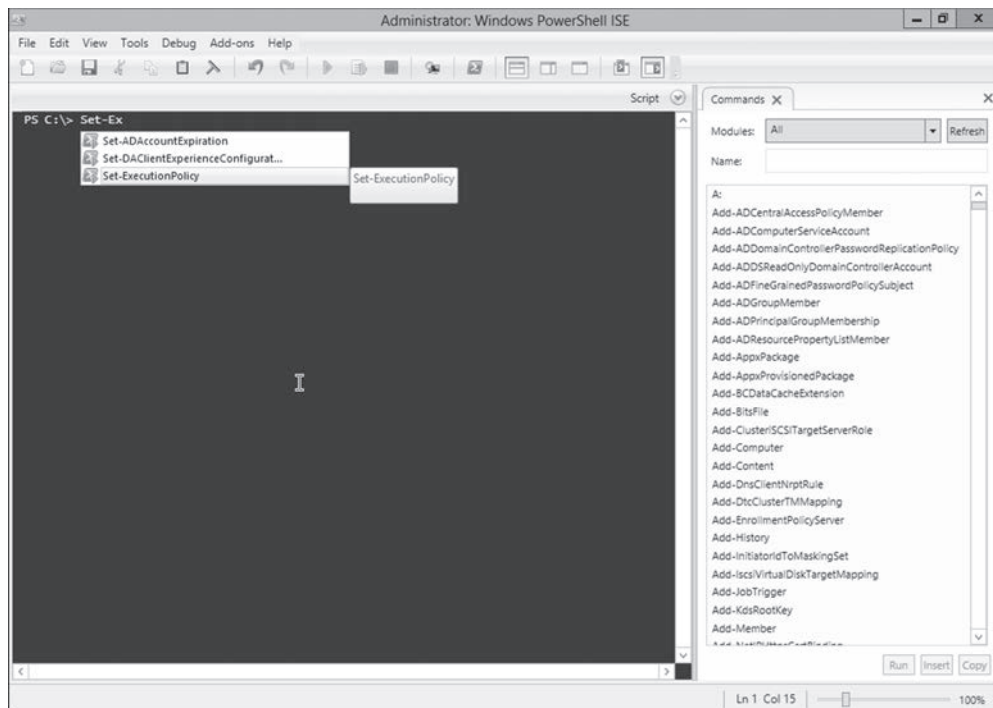 Administrator: Windows PowerShell ISE
File Edit View Tools Debug Add-ons Help
Script
PS C:\> Set-Ex
Set-ADAccountExpiration
Set-DAClientExperienceConfigurat...
Set-ExecutionPolicy
Set-ExecutionPolicy
Commands X
Modules: All Refresh
Name:
A:
Add-ADCentralAccessPolicyMember
Add-ADComputerServiceAccount
Add-ADDomainControllerPasswordReplicationPolicy
Add-ADDSReadOnlyDomainControllerAccount
Add-ADFineGrainedPasswordPolicySubject
Add-ADGroupMember
Add-ADPrincipalGroupMembership
Add-ADResourcePropertyListMember
Add-AppxPackage
Add-AppxProvisionedPackage
Add-BCDataCacheExtension
Add-BitsFile
Add-ClusteriSCSITargetServerRole
Add-Computer
Add-Content
Add-DnsClientNrptRule
Add-DtcClusterTMMapping
Add-EnrollmentPolicyServer
Add-History
Add-InitiatorIdToMaskingSet
Add-IscsiVirtualDiskTargetMapping
Add-JobTrigger
Add-KdsRootKey
Add-Member
Run Insert Copy
Ln 1 Col 15 100%